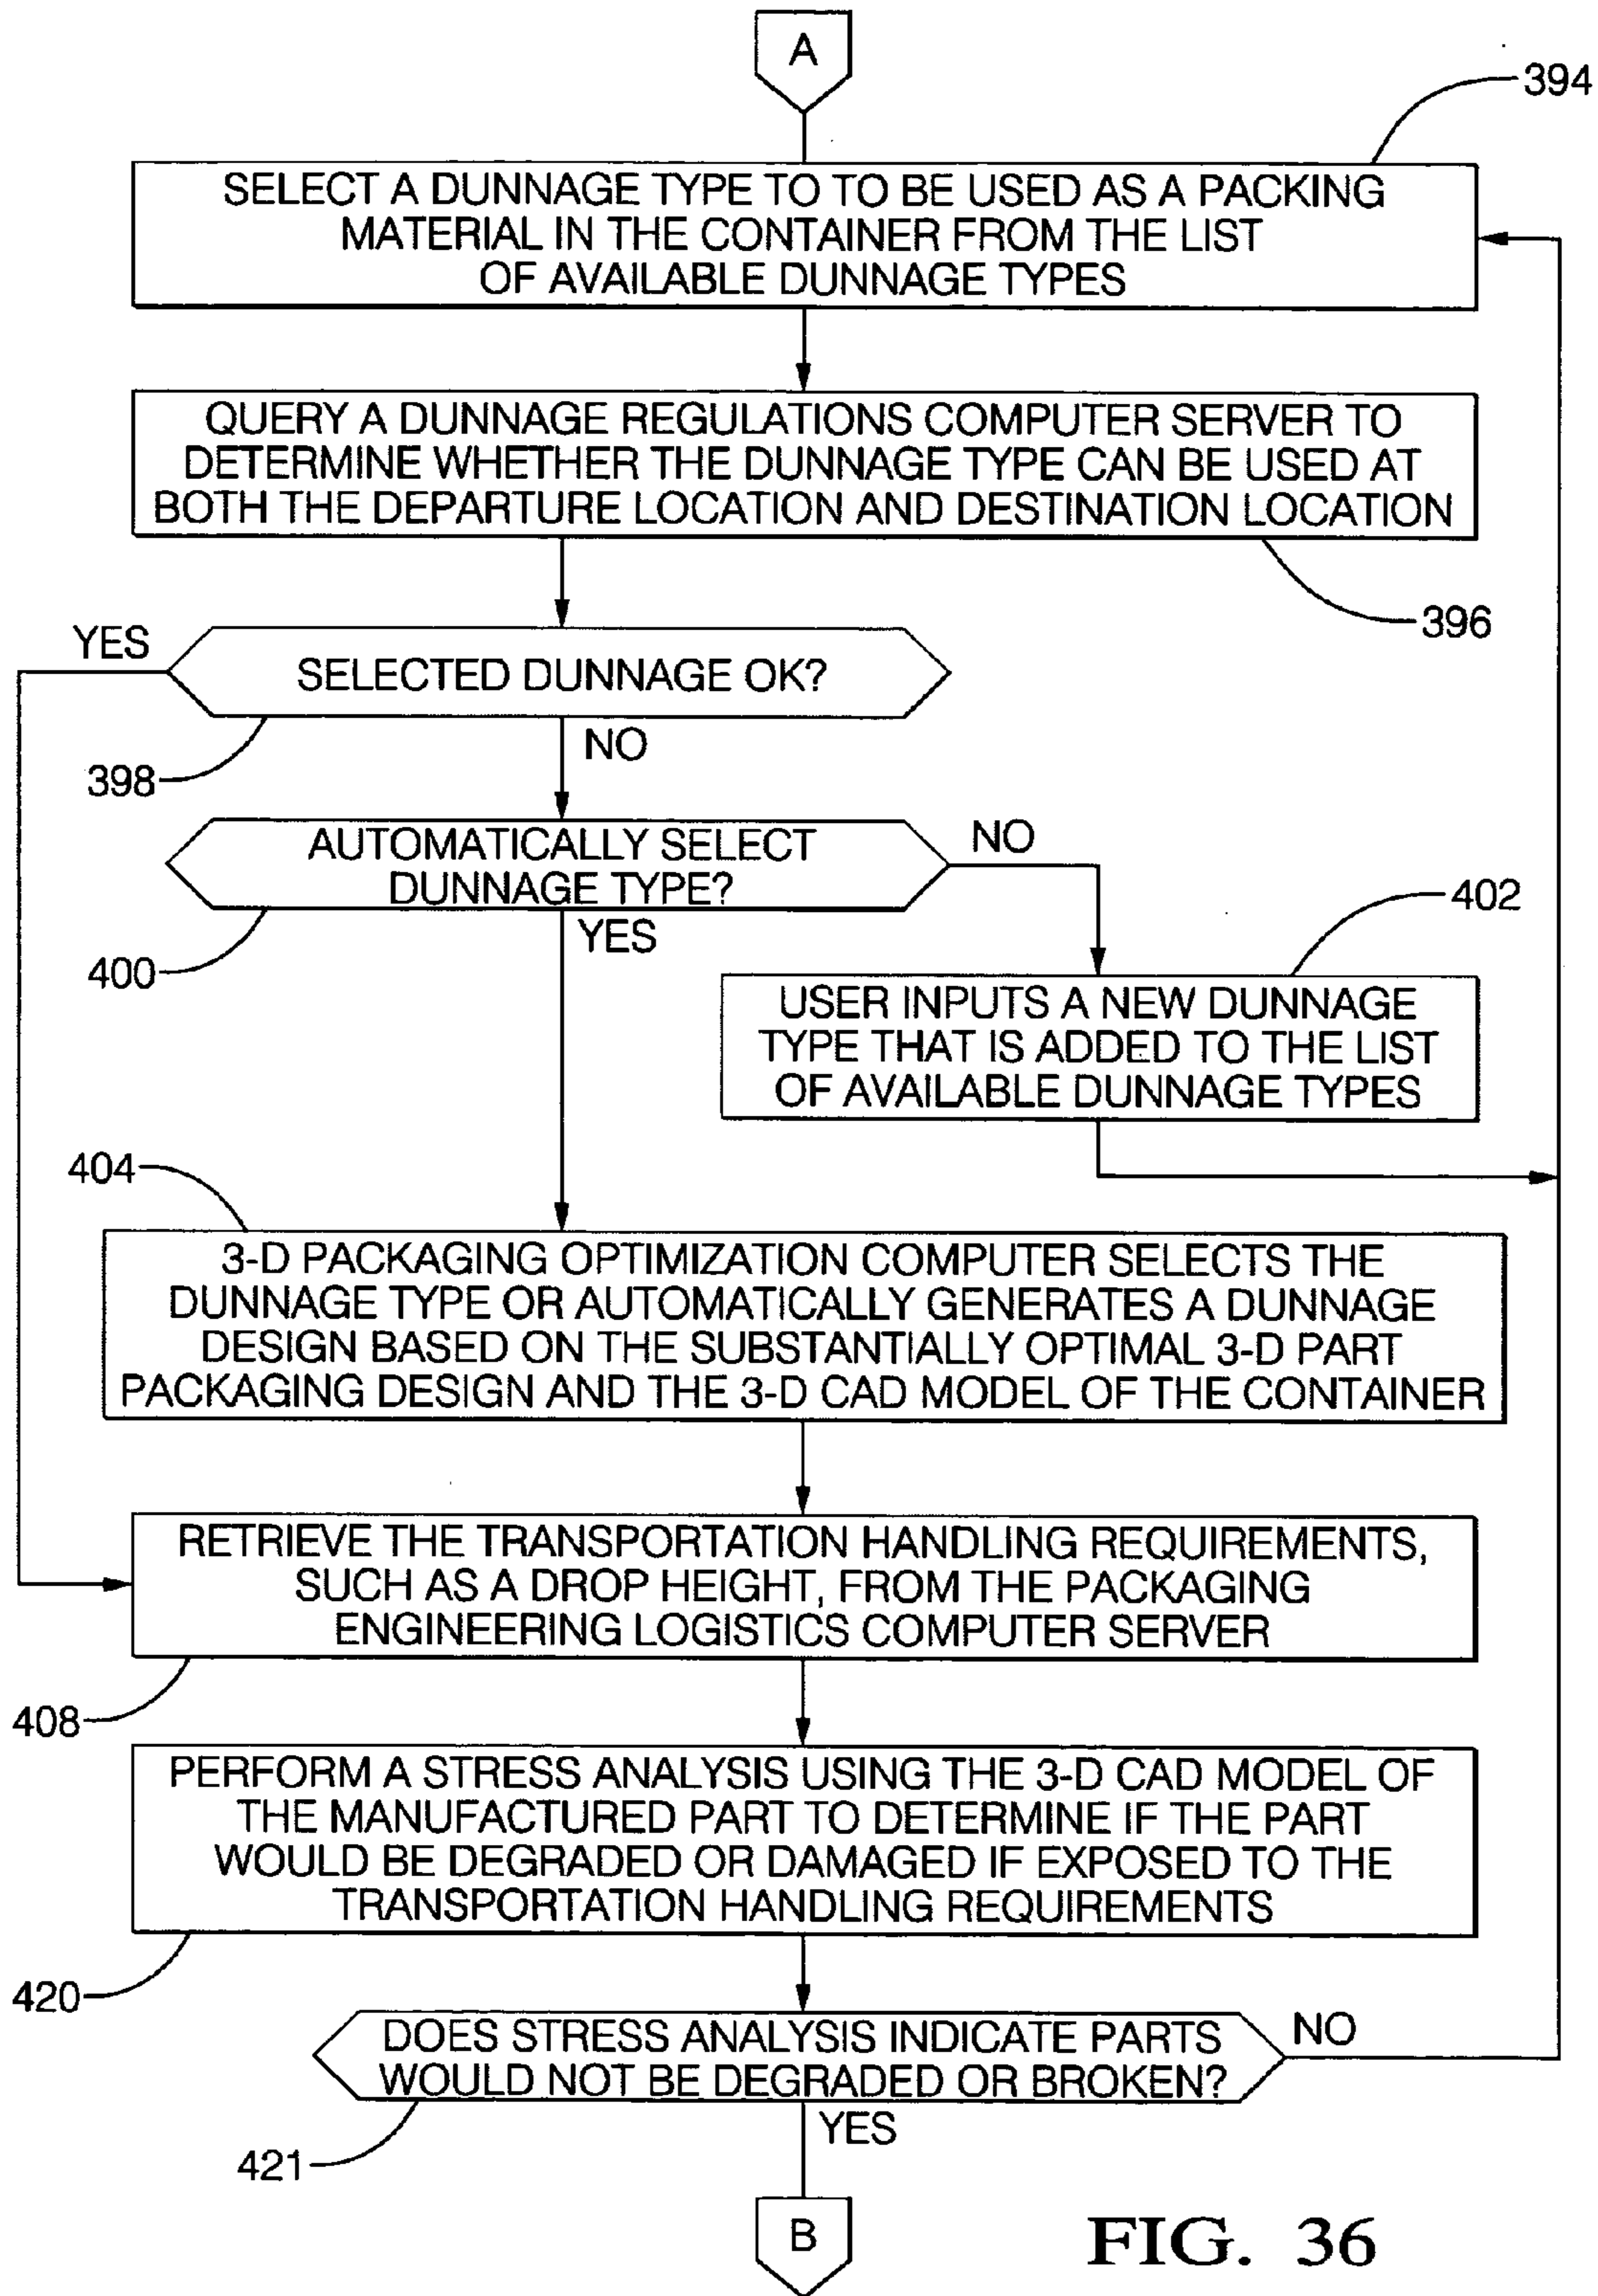 A
394
SELECT A DUNNAGE TYPE TO TO BE USED AS A PACKING
MATERIAL IN THE CONTAINER FROM THE LIST
OF AVAILABLE DUNNAGE TYPES
QUERY A DUNNAGE REGULATIONS COMPUTER SERVER TO
DETERMINE WHETHER THE DUNNAGE TYPE CAN BE USED AT
BOTH THE DEPARTURE LOCATION AND DESTINATION LOCATION
396
YES
SELECTED DUNNAGE OK?
398
NO
AUTOMATICALLY SELECT
DUNNAGE TYPE?
NO
400
YES
402
USER INPUTS A NEW DUNNAGE
TYPE THAT IS ADDED TO THE LIST
OF AVAILABLE DUNNAGE TYPES
404
3-D PACKAGING OPTIMIZATION COMPUTER SELECTS THE
DUNNAGE TYPE OR AUTOMATICALLY GENERATES A DUNNAGE
DESIGN BASED ON THE SUBSTANTIALLY OPTIMAL 3-D PART
PACKAGING DESIGN AND THE 3-D CAD MODEL OF THE CONTAINER
RETRIEVE THE TRANSPORTATION HANDLING REQUIREMENTS,
SUCH AS A DROP HEIGHT, FROM THE PACKAGING
ENGINEERING LOGISTICS COMPUTER SERVER
408
PERFORM A STRESS ANALYSIS USING THE 3-D CAD MODEL OF
THE MANUFACTURED PART TO DETERMINE IF THE PART
WOULD BE DEGRADED OR DAMAGED IF EXPOSED TO THE
TRANSPORTATION HANDLING REQUIREMENTS
420
DOES STRESS ANALYSIS INDICATE PARTS
WOULD NOT BE DEGRADED OR BROKEN?
NO
421
YES
B
FIG. 36